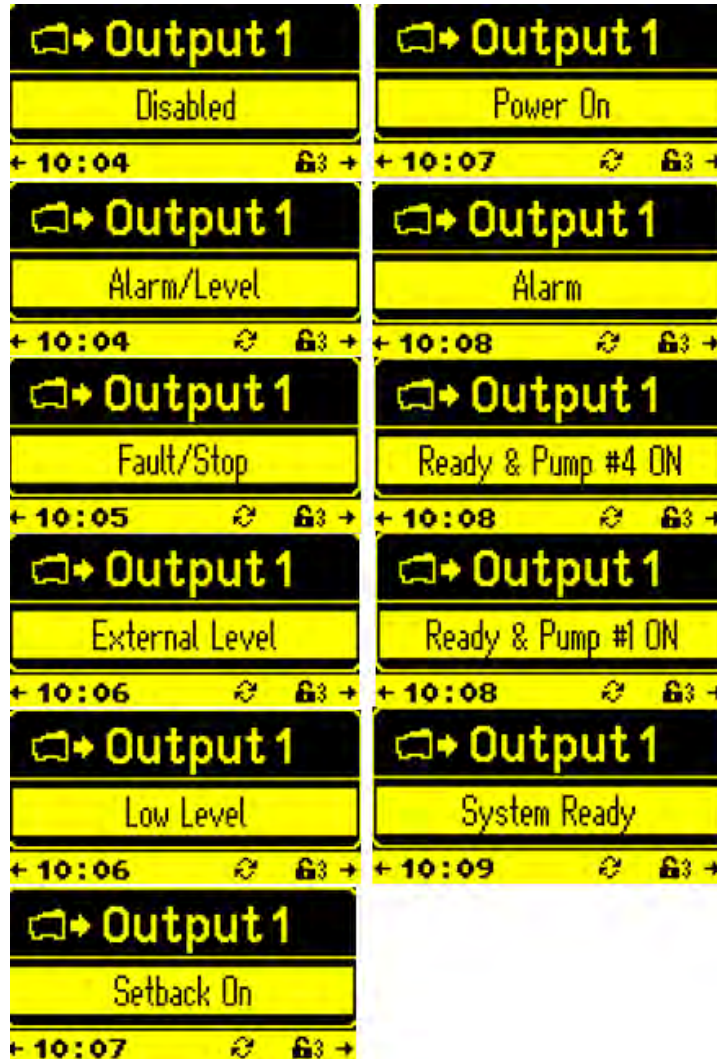 Output 1
Disabled
10:04 3
Output 1
Alarm/Level
10:04 3
Output 1
Fault/Stop
10:05 3
Output 1
External Level
10:06 3
Output 1
Low Level
10:06 3
Output 1
Setback On
10:07 3
Output 1
Power On
10:07 3
Output 1
Alarm
10:08 3
Output 1
Ready & Pump #4 ON
10:08 3
Output 1
Ready & Pump #1 ON
10:08 3
Output 1
System Ready
10:09 3